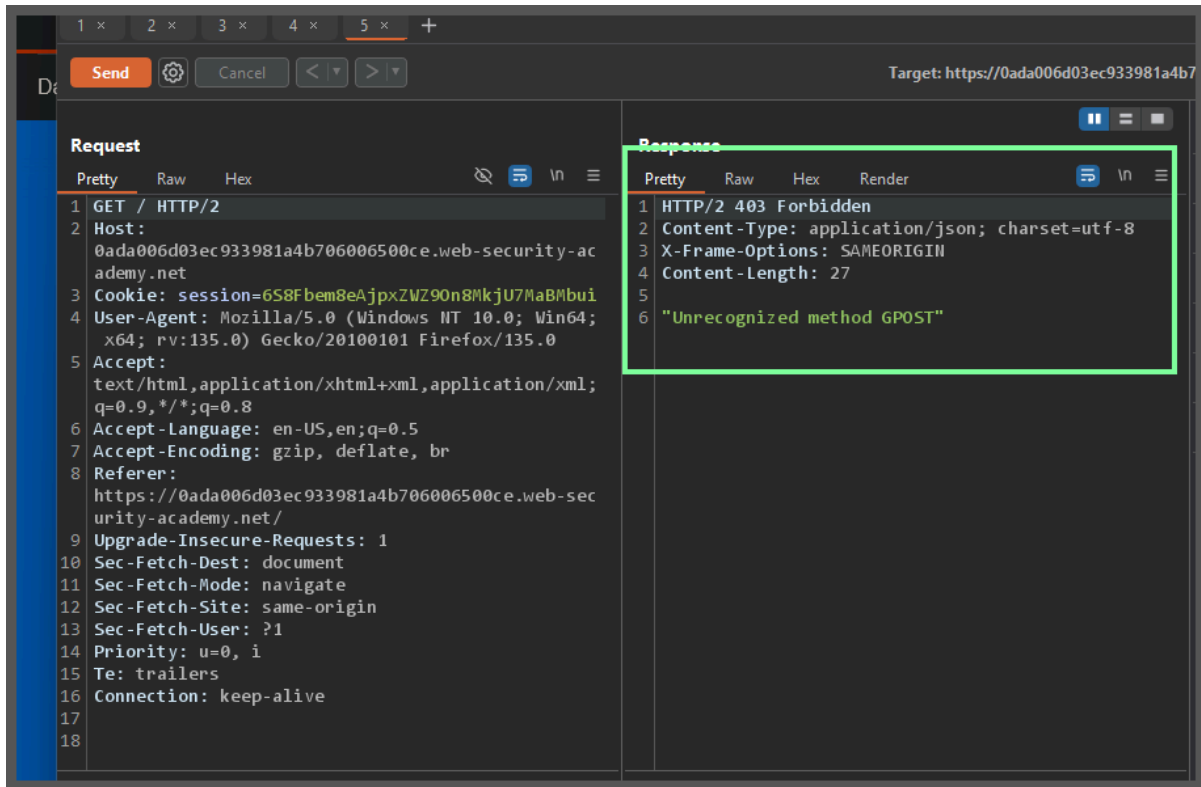 1 × 2 × 3 × 4 × 5 × +
Send Cancel < > Target: https://0ada006d03ec933981a4b7
Da
Request
Pretty Raw Hex \n
1 GET / HTTP/2
2 Host:
0ada006d03ec933981a4b706006500ce.web-security-ac
ademy.net
3 Cookie: session=6S8Fbem8eAjpxZWZ9On8MkjU7MaBMbui
4 User-Agent: Mozilla/5.0 (Windows NT 10.0; Win64;
x64; rv:135.0) Gecko/20100101 Firefox/135.0
5 Accept:
text/html,application/xhtml+xml,application/xml;
q=0.9,*/*;q=0.8
6 Accept-Language: en-US,en;q=0.5
7 Accept-Encoding: gzip, deflate, br
8 Referer:
https://0ada006d03ec933981a4b706006500ce.web-sec
urity-academy.net/
9 Upgrade-Insecure-Requests: 1
10 Sec-Fetch-Dest: document
11 Sec-Fetch-Mode: navigate
12 Sec-Fetch-Site: same-origin
13 Sec-Fetch-User: ?1
14 Priority: u=0, i
15 Te: trailers
16 Connection: keep-alive
17
18
Response
Pretty Raw Hex Render \n
1 HTTP/2 403 Forbidden
2 Content-Type: application/json; charset=utf-8
3 X-Frame-Options: SAMEORIGIN
4 Content-Length: 27
5
6 "Unrecognized method GPOST"